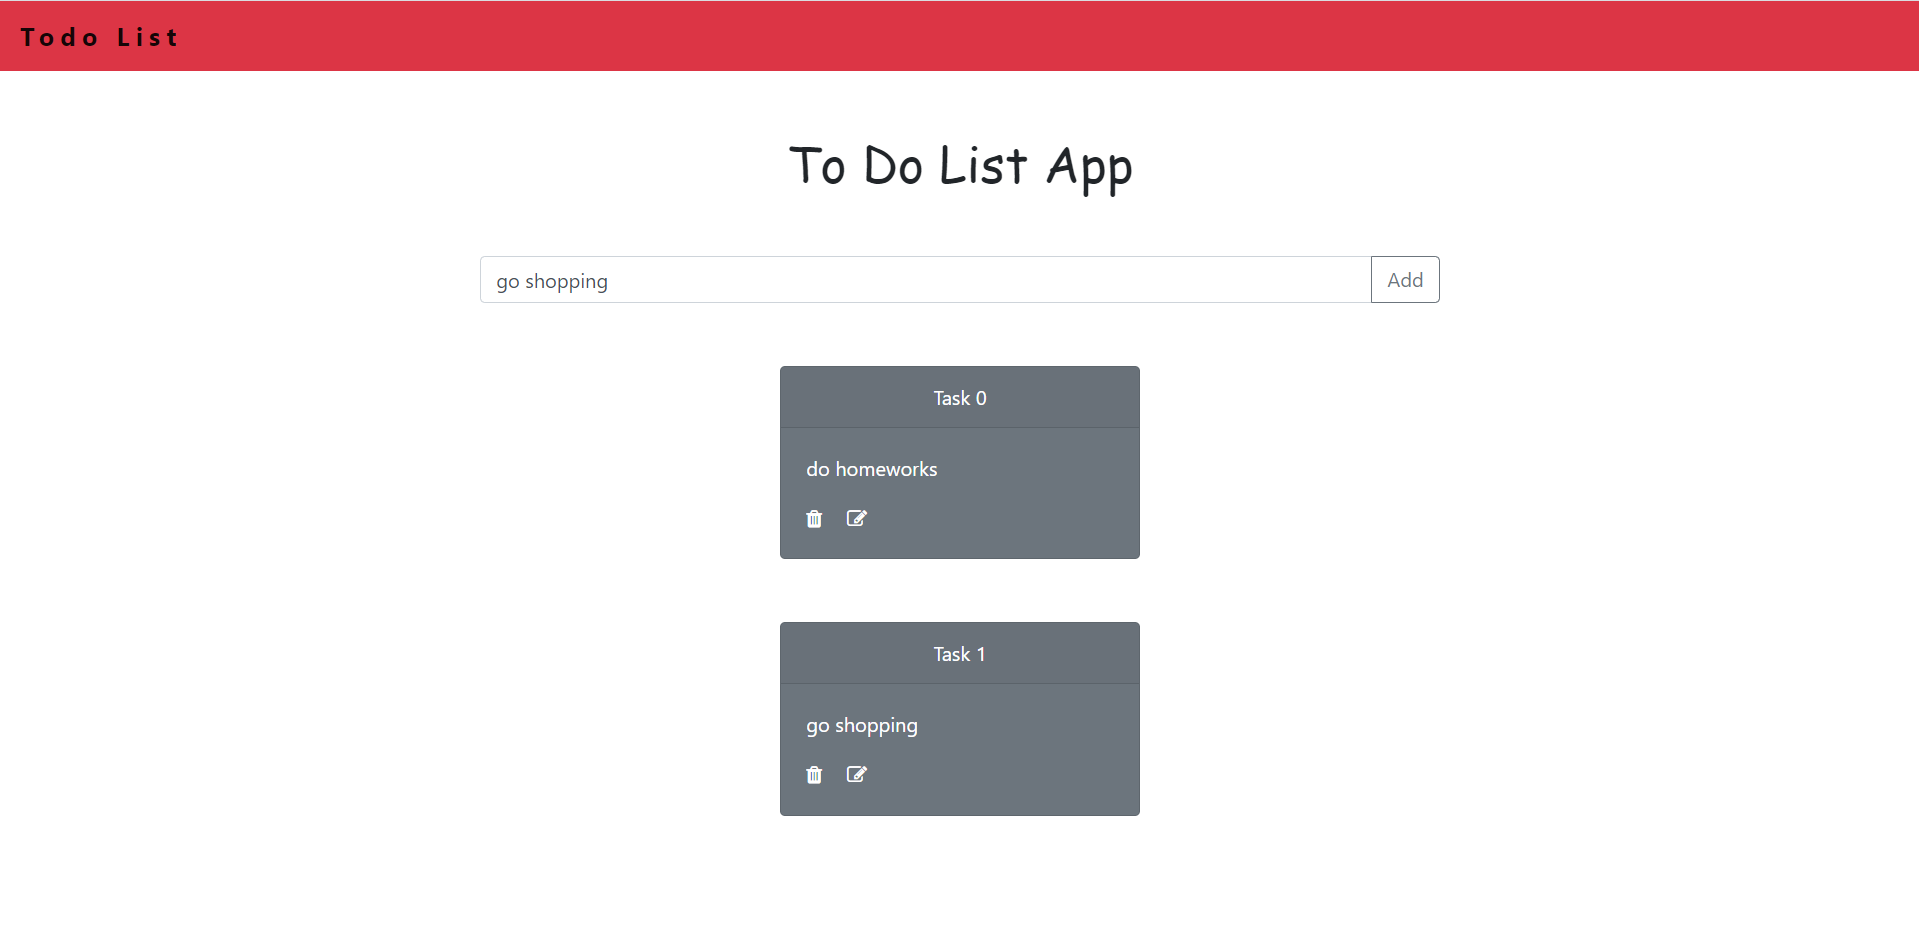 Todo List
To Do List App
go shopping Add
Task 0
do homeworks
Task 1
go shopping